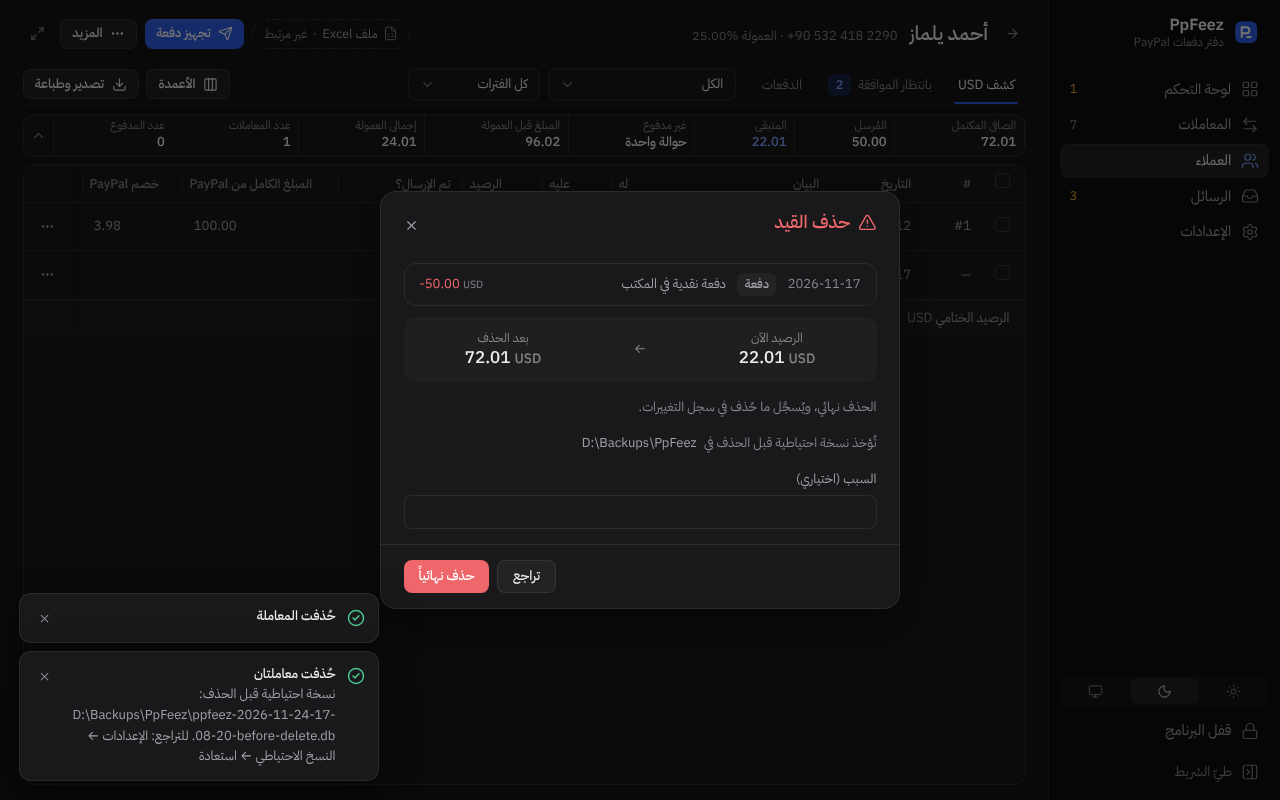 PpFeez
دفتر دفعات PayPal
لوحة التحكم 1
المعاملات 7
العملاء
الرسائل 3
الإعدادات
قفل البرنامج
طيّ الشريط
أحمد يلماز
+90 532 418 2290 · العمولة 25.00%
ملف Excel · غير مرتبط
تجهيز دفعة
المزيد
كشف USD
بانتظار الموافقة 2
الدفعات
الكل
كل الفترات
الأعمدة
تصدير وطباعة
الصافي المكتمل
72.01
المُرسل
50.00
المتبقي
22.01
غير مدفوع
حوالة واحدة
المبلغ قبل العمولة
96.02
إجمالي العمولة
24.01
عدد المعاملات
1
عدد المدفوع
0
# التاريخ البيان له عليه الرصيد تم الإرسال؟ المبلغ الكامل من PayPal خصم PayPal
#1 12 100.00 3.98
— 17
الرصيد الختامي USD
حذف القيد
2026-11-17 دفعة دفعة نقدية في المكتب -50.00 USD
الرصيد الآن
22.01 USD
←
بعد الحذف
72.01 USD
الحذف نهائي، ويُسجَّل ما حُذف في سجل التغييرات.
تُؤخذ نسخة احتياطية قبل الحذف في D:\Backups\PpFeez
السبب (اختياري)
تراجع
حذف نهائياً
حُذفت المعاملة
حُذفت معاملتان
نسخة احتياطية قبل الحذف:
D:\Backups\PpFeez\ppfeez-2026-11-24-17-
08-20-before-delete.db. للتراجع: الإعدادات ←
النسخ الاحتياطي ← استعادة